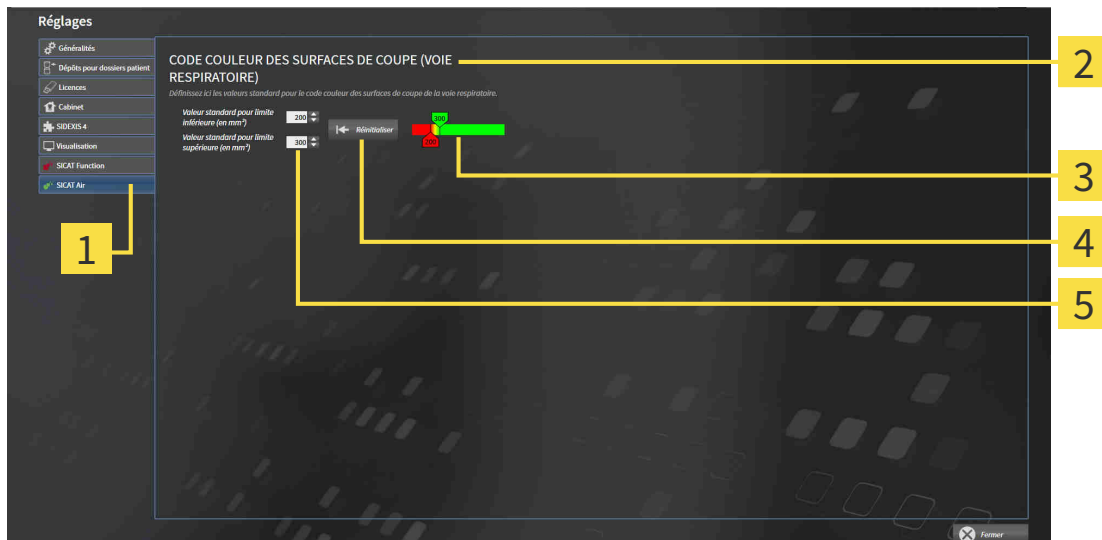 Réglages
Généralités
Dépôts pour dossiers patient
Licences
Cabinet
SIDEXIS 4
Visualisation
SICAT Function
SICAT Air
CODE COULEUR DES SURFACES DE COUPE (VOIE
RESPIRATOIRE)
Définissez ici les valeurs standard pour le code couleur des surfaces de coupe de la voie respiratoire.
Valeur standard pour limite
inférieure (en mm²)
200
Valeur standard pour limite
supérieure (en mm²)
300
Réinitialiser
300
200
1
2
3
4
5
Fermer